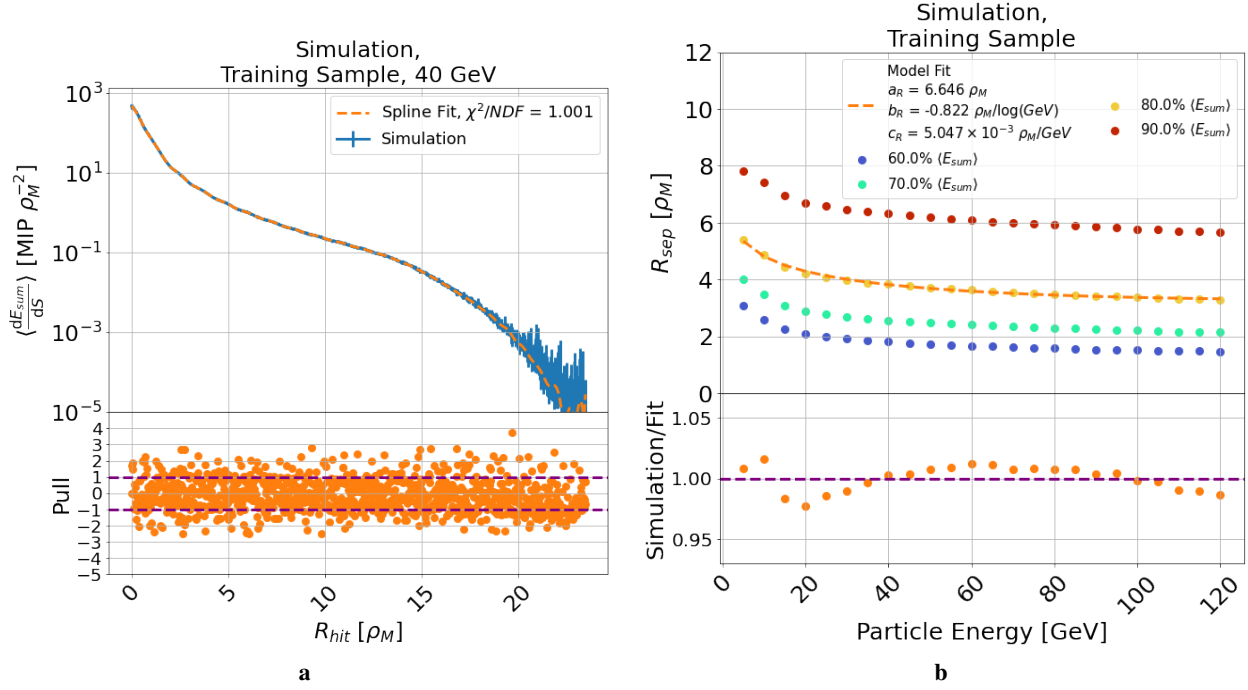 Simulation,
Training Sample, 40 GeV
10³
10¹
10⁻¹
10⁻³
10⁻⁵
⟨dE_sum/dS⟩ [MIP ρ_M⁻²]
Spline Fit, χ²/NDF = 1.001
Simulation
4
3
2
1
0
−1
−2
−3
−4
−5
Pull
0
5
10
15
20
R_hit [ρ_M]
a
Simulation,
Training Sample
12
10
8
6
4
2
0
R_sep [ρ_M]
Model Fit
a_R = 6.646 ρ_M
b_R = -0.822 ρ_M/log(GeV)
c_R = 5.047 × 10⁻³ ρ_M/GeV
60.0% ⟨E_sum⟩
70.0% ⟨E_sum⟩
80.0% ⟨E_sum⟩
90.0% ⟨E_sum⟩
1.05
1.00
0.95
Simulation/Fit
0
20
40
60
80
100
120
Particle Energy [GeV]
b